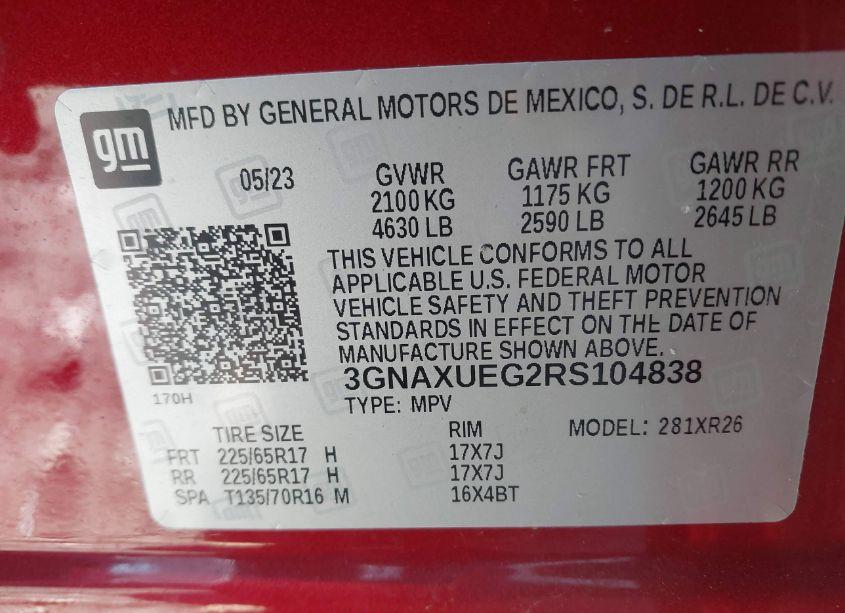 gm
MFD BY GENERAL MOTORS DE MEXICO, S. DE R.L. DE C.V.
05/23 GVWR GAWR FRT GAWR RR
2100 KG 1175 KG 1200 KG
4630 LB 2590 LB 2645 LB
THIS VEHICLE CONFORMS TO ALL
APPLICABLE U.S. FEDERAL MOTOR
VEHICLE SAFETY AND THEFT PREVENTION
STANDARDS IN EFFECT ON THE DATE OF
MANUFACTURE SHOWN ABOVE.
3GNAXUEG2RS104838
170H
TYPE: MPV
MODEL: 281XR26
TIRE SIZE RIM
FRT 225/65R17 H 17X7J
RR 225/65R17 H 17X7J
SPA T135/70R16 M 16X4BT